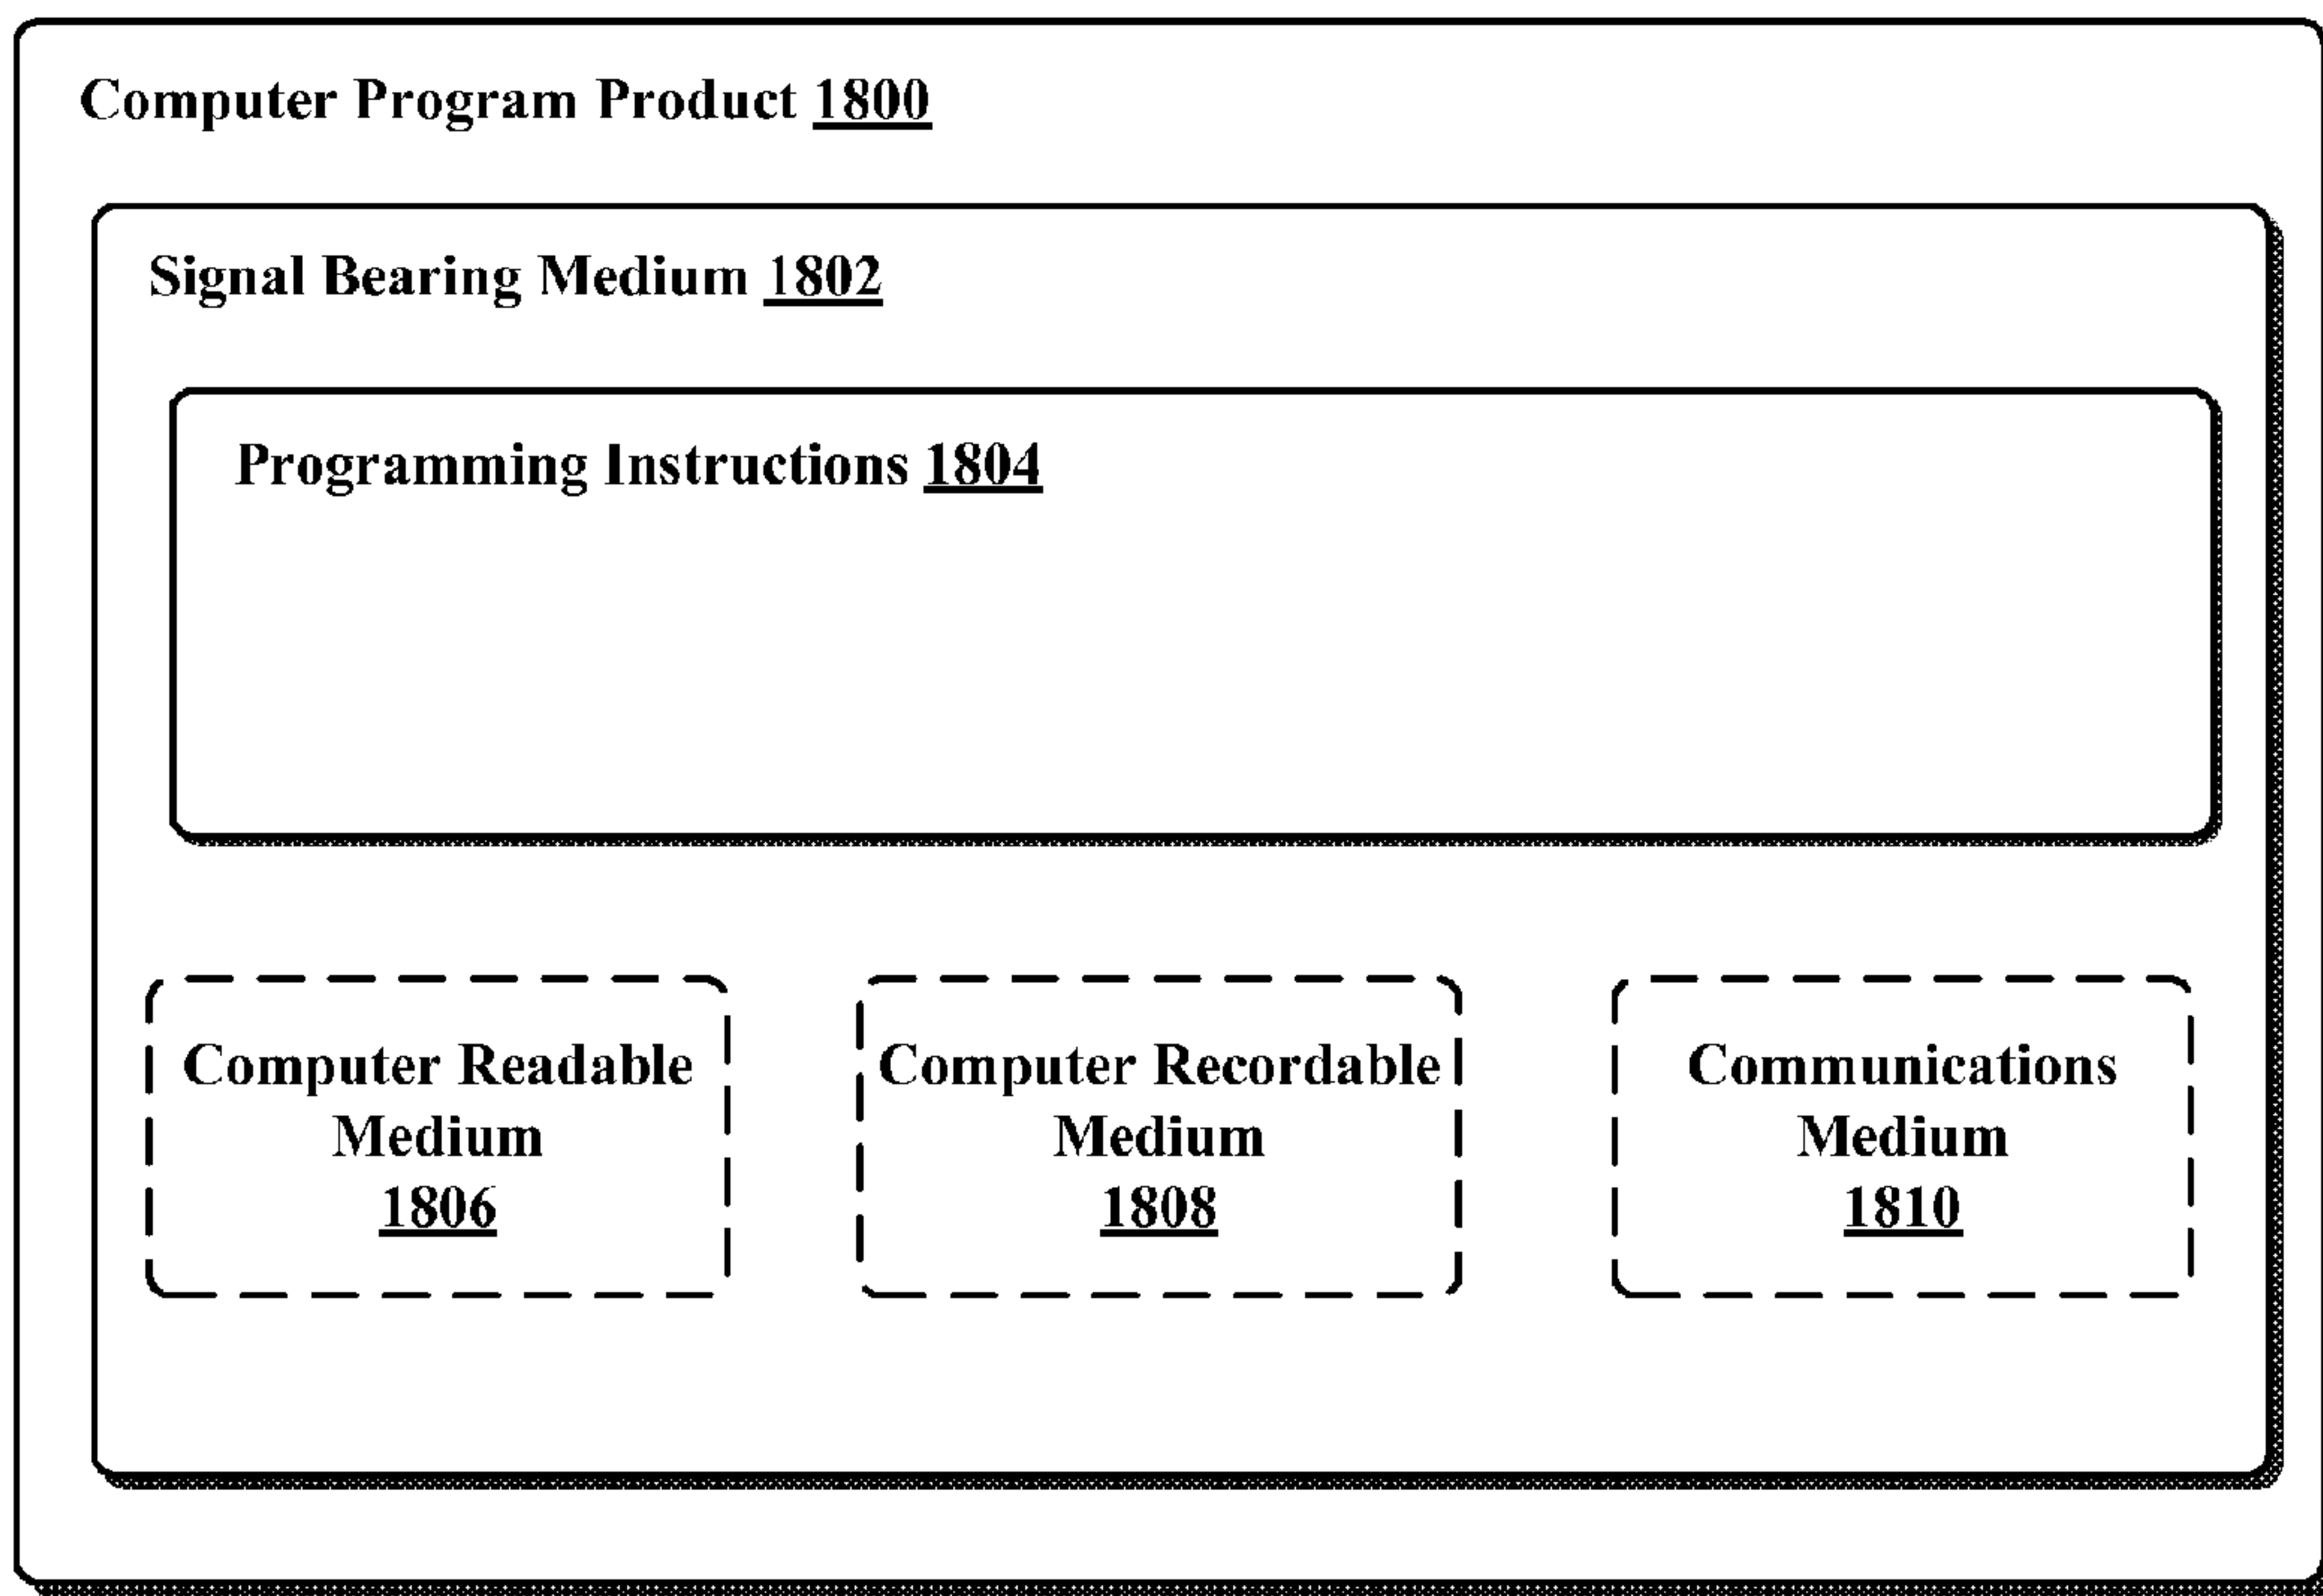 Computer Program Product 1800
Signal Bearing Medium 1802
Programming Instructions 1804
Computer Readable
Medium
1806
Computer Recordable
Medium
1808
Communications
Medium
1810